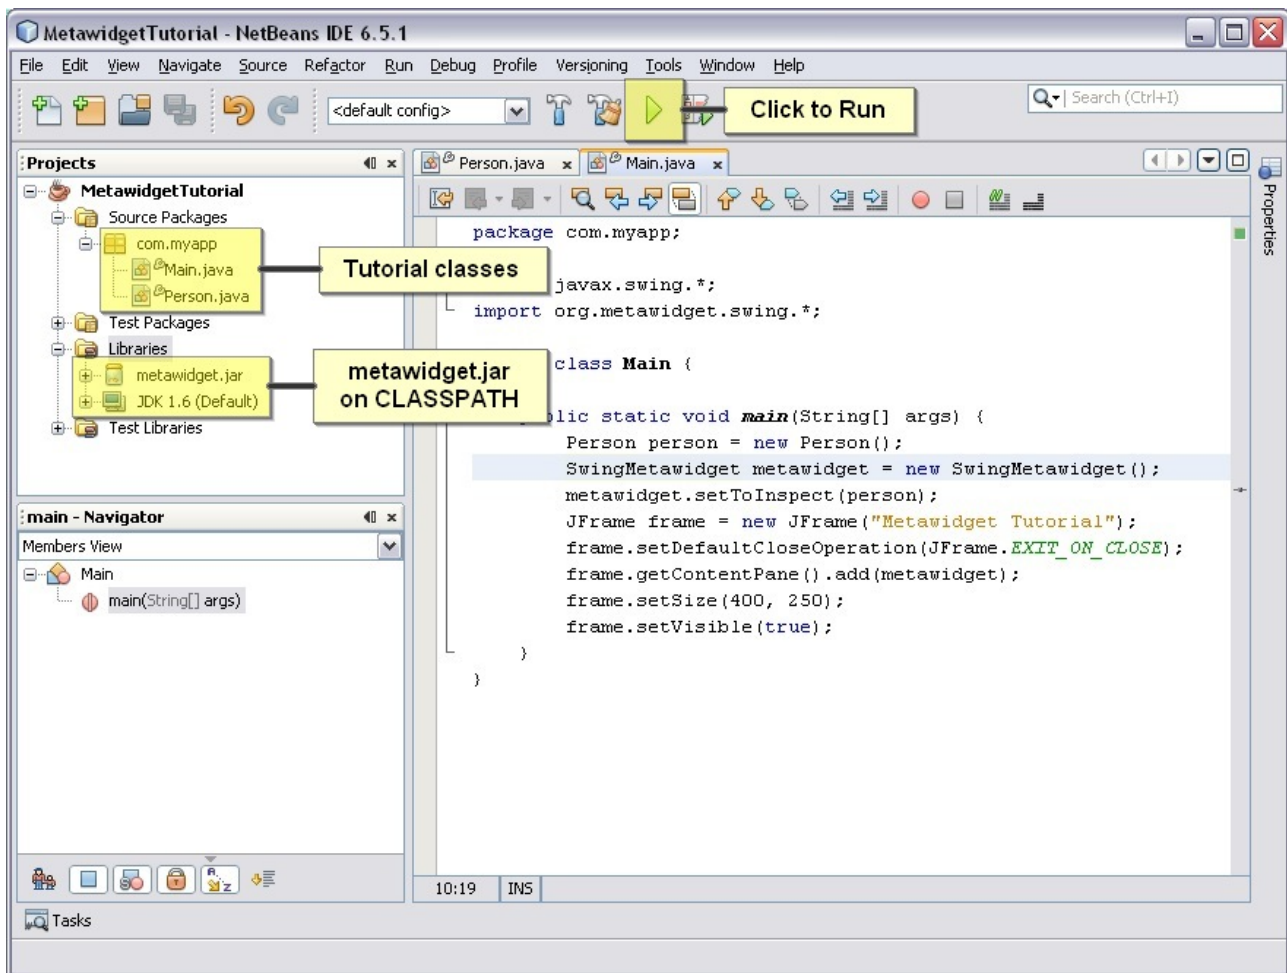 MetawidgetTutorial - NetBeans IDE 6.5.1
File Edit View Navigate Source Refactor Run Debug Profile Versioning Tools Window Help
<default config>
Click to Run
Search (Ctrl+I)
Projects
MetawidgetTutorial
Source Packages
com.myapp
Main.java
Person.java
Test Packages
Libraries
metawidget.jar
JDK 1.6 (Default)
Test Libraries
Tutorial classes
metawidget.jar
on CLASSPATH
main - Navigator
Members View
Main
main(String[] args)
Person.java x Main.java x
package com.myapp;
javax.swing.*;
import org.metawidget.swing.*;
class Main {
lic static void main(String[] args) {
Person person = new Person();
SwingMetawidget metawidget = new SwingMetawidget();
metawidget.setToInspect(person);
JFrame frame = new JFrame("Metawidget Tutorial");
frame.setDefaultCloseOperation(JFrame.EXIT_ON_CLOSE);
frame.getContentPane().add(metawidget);
frame.setSize(400, 250);
frame.setVisible(true);
}
}
10:19 INS
Properties
Tasks